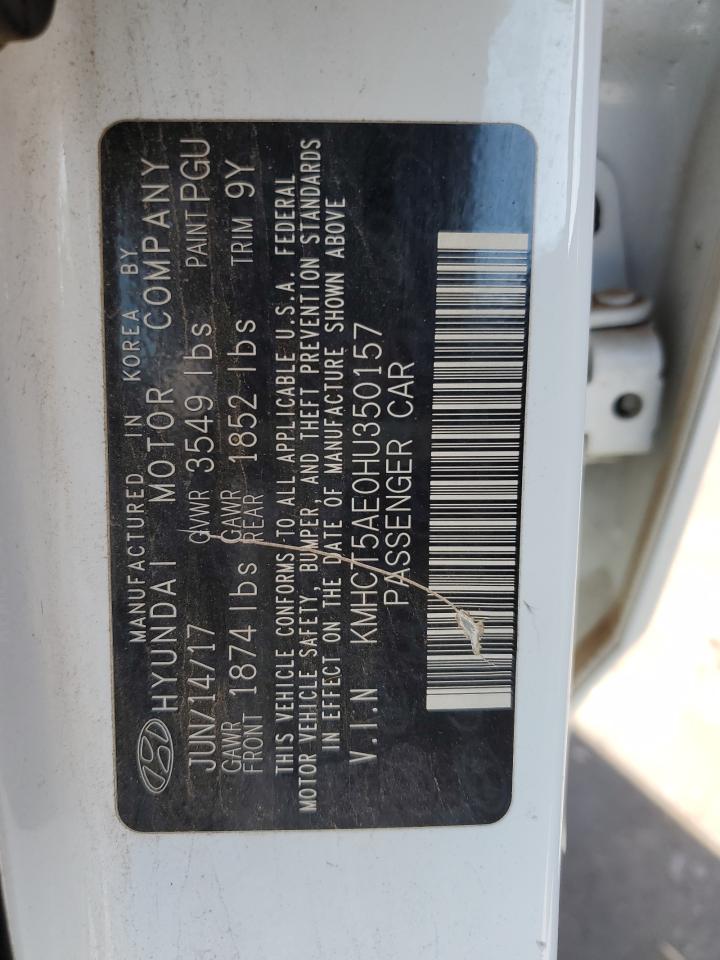 MANUFACTURED IN KOREA BY
HYUNDAI MOTOR COMPANY
JUN/14/17 GVWR 3549 lbs PAINT PGU
GAWR FRONT 1874 lbs GAWR REAR 1852 lbs TRIM 9Y
THIS VEHICLE CONFORMS TO ALL APPLICABLE U.S.A. FEDERAL
MOTOR VEHICLE SAFETY, BUMPER, AND THEFT PREVENTION STANDARDS
IN EFFECT ON THE DATE OF MANUFACTURE SHOWN ABOVE
V.I.N KMHCT5AE0HU350157
PASSENGER CAR